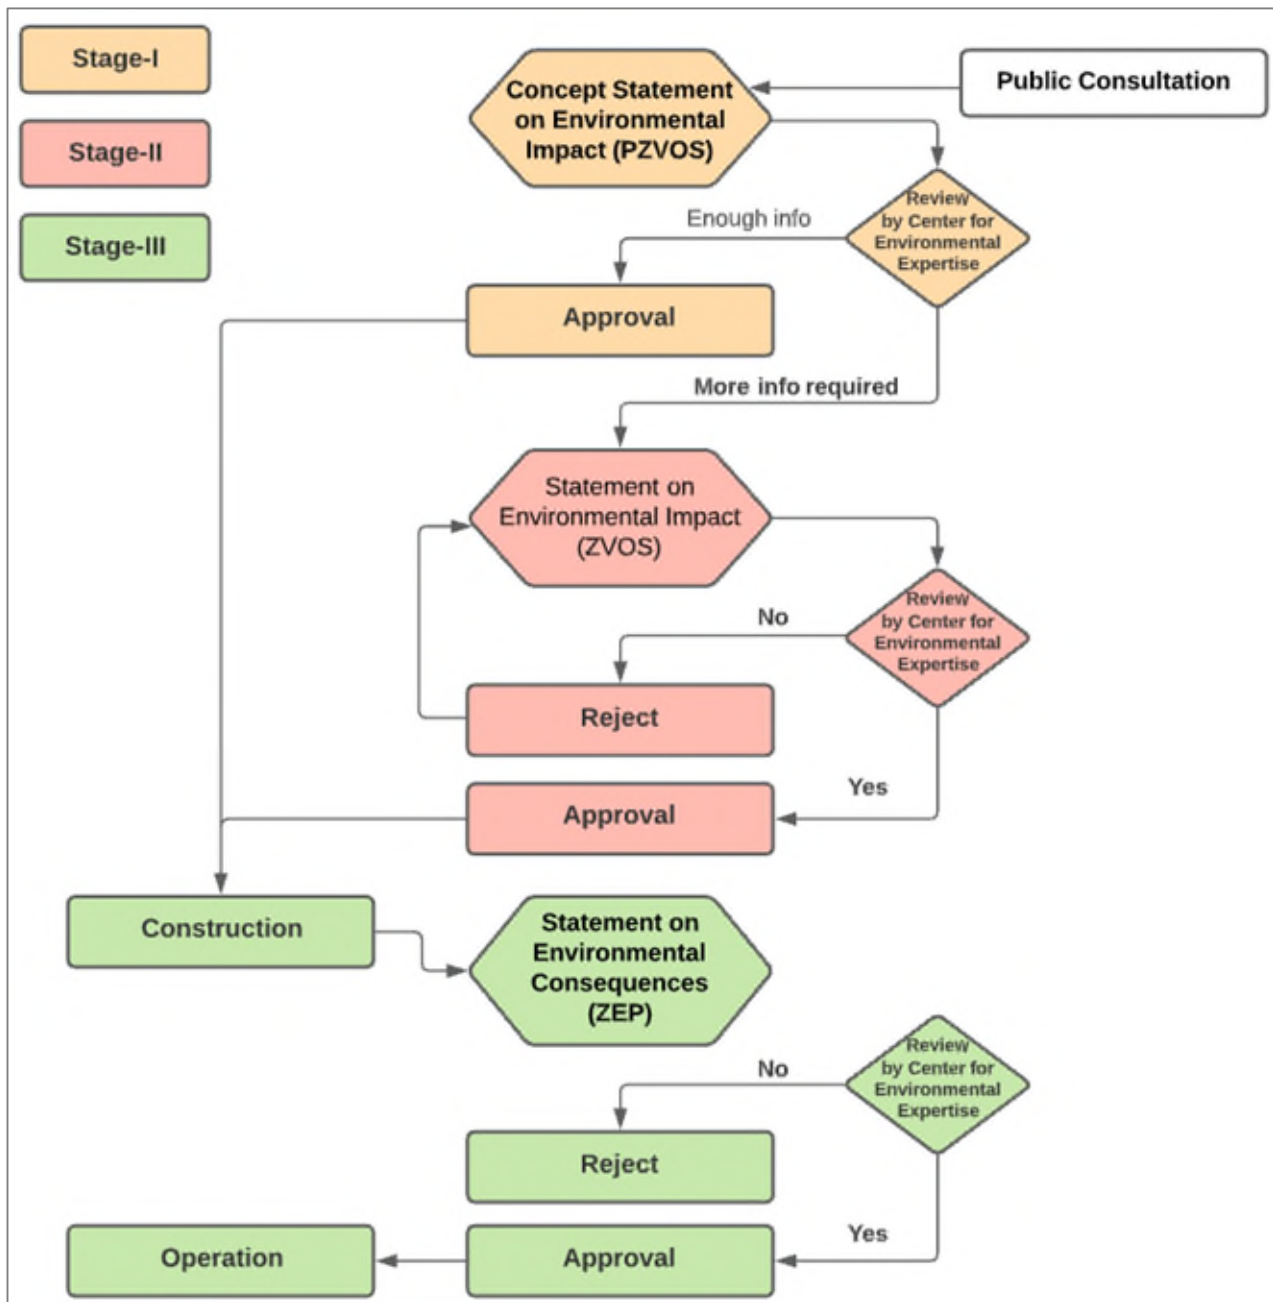 Stage-I
Stage-II
Stage-III
Concept Statement
on Environmental
Impact (PZVOS)
Public Consultation
Review
by Center for
Environmental
Expertise
Enough info
Approval
More info required
Statement on
Environmental Impact
(ZVOS)
Review
by Center for
Environmental
Expertise
No
Reject
Yes
Approval
Construction
Statement on
Environmental
Consequences
(ZEP)
Review
by Center for
Environmental
Expertise
No
Reject
Yes
Approval
Operation